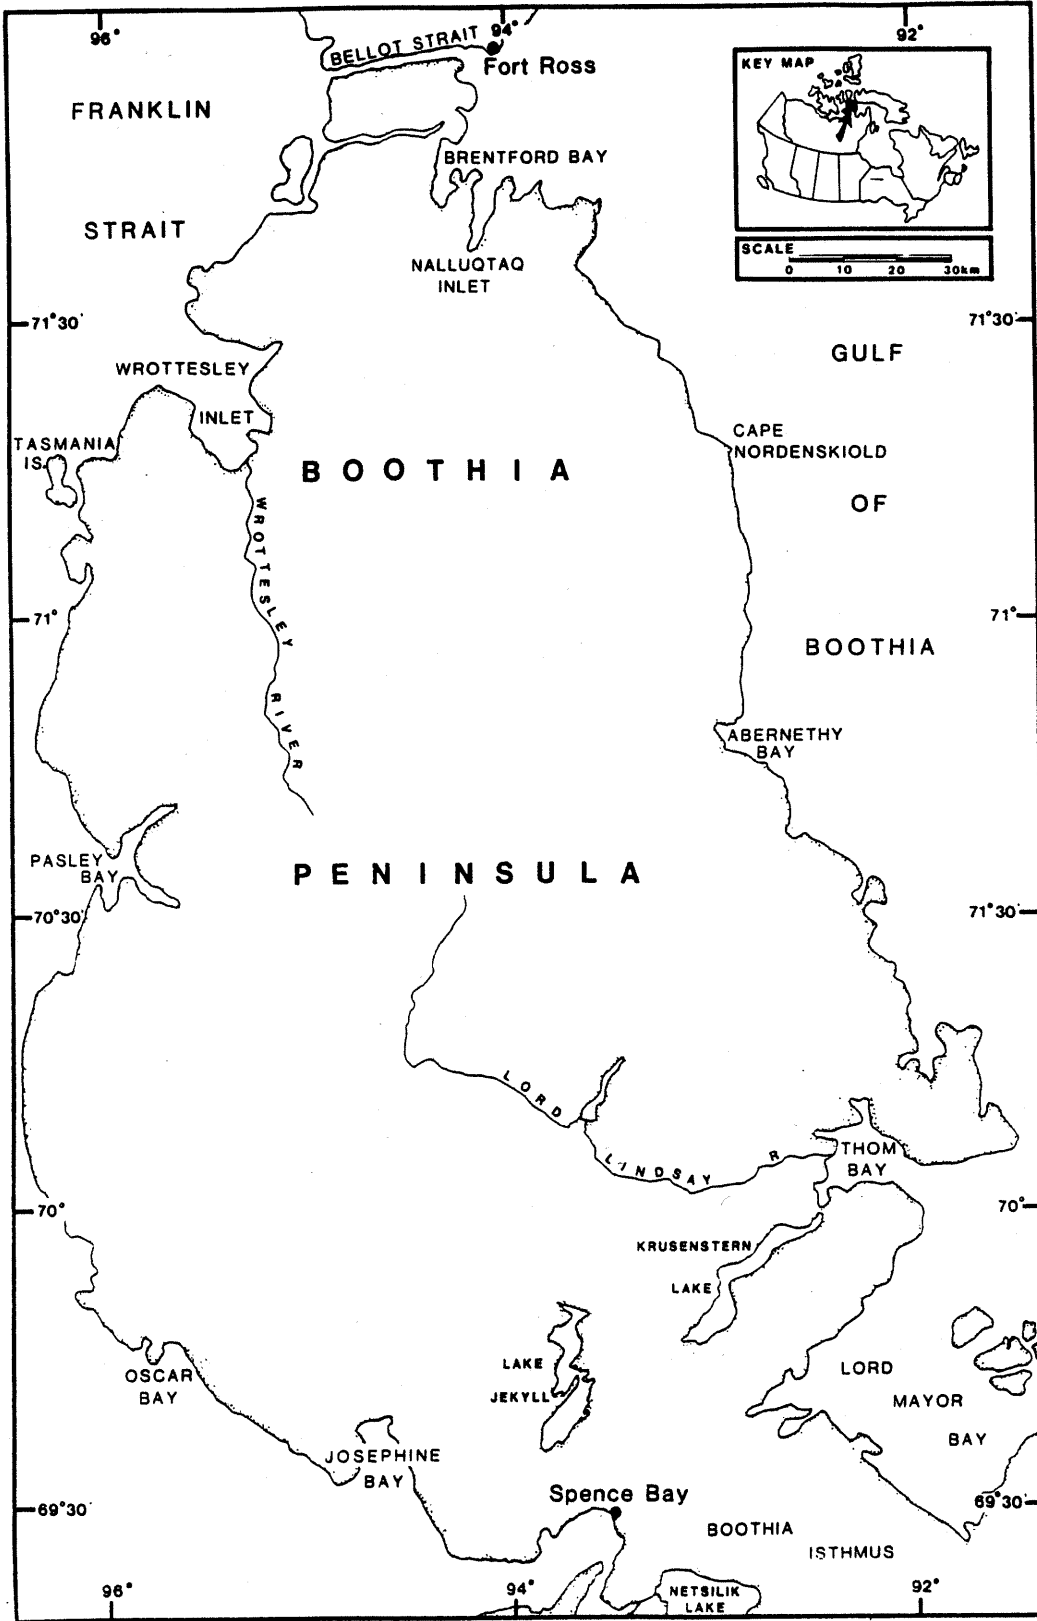 96°
94°
92°
BELLOT STRAIT
Fort Ross
KEY MAP
FRANKLIN
BRENTFORD BAY
STRAIT
SCALE
0 10 20 30km
NALLUQTAQ
INLET
71°30'
71°30'
GULF
WROTTESLEY
INLET
TASMANIA
IS.
CAPE
NORDENSKIOLD
BOOTHIA
OF
WROTTESLEY RIVER
71°
71°
BOOTHIA
ABERNETHY
BAY
PASLEY
BAY
PENINSULA
70°30'
71°30'
LORD LINDSAY R
THOM
BAY
70°
70°
KRUSENSTERN
LAKE
LAKE
JEKYLL
OSCAR
BAY
LORD
MAYOR
BAY
JOSEPHINE
BAY
Spence Bay
69°30'
69°30'
BOOTHIA
ISTHMUS
NETSILIK
LAKE
96°
94°
92°